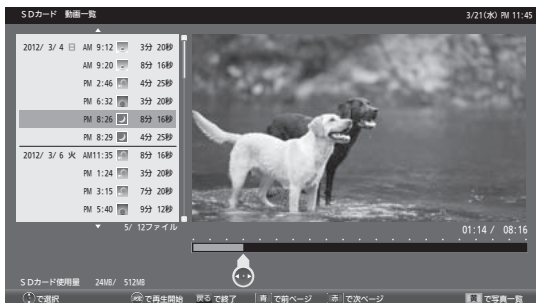 SDカード 動画一覧
3/21(水) PM 11:45
2012/ 3/ 4 日 AM 9:12 3分 20秒
AM 9:20 8分 16秒
PM 2:46 4分 25秒
PM 6:32 3分 20秒
PM 8:26 8分 16秒
PM 8:29 4分 25秒
2012/ 3/ 6 火 AM11:35 8分 16秒
PM 1:24 3分 20秒
PM 3:15 7分 20秒
PM 5:40 9分 12秒
5/ 12ファイル
01:14 / 08:16
SDカード使用量 24MB/ 512MB
で選択 決定 で再生開始 戻る で終了 青 で前ページ 赤 で次ページ 黄 で写真一覧